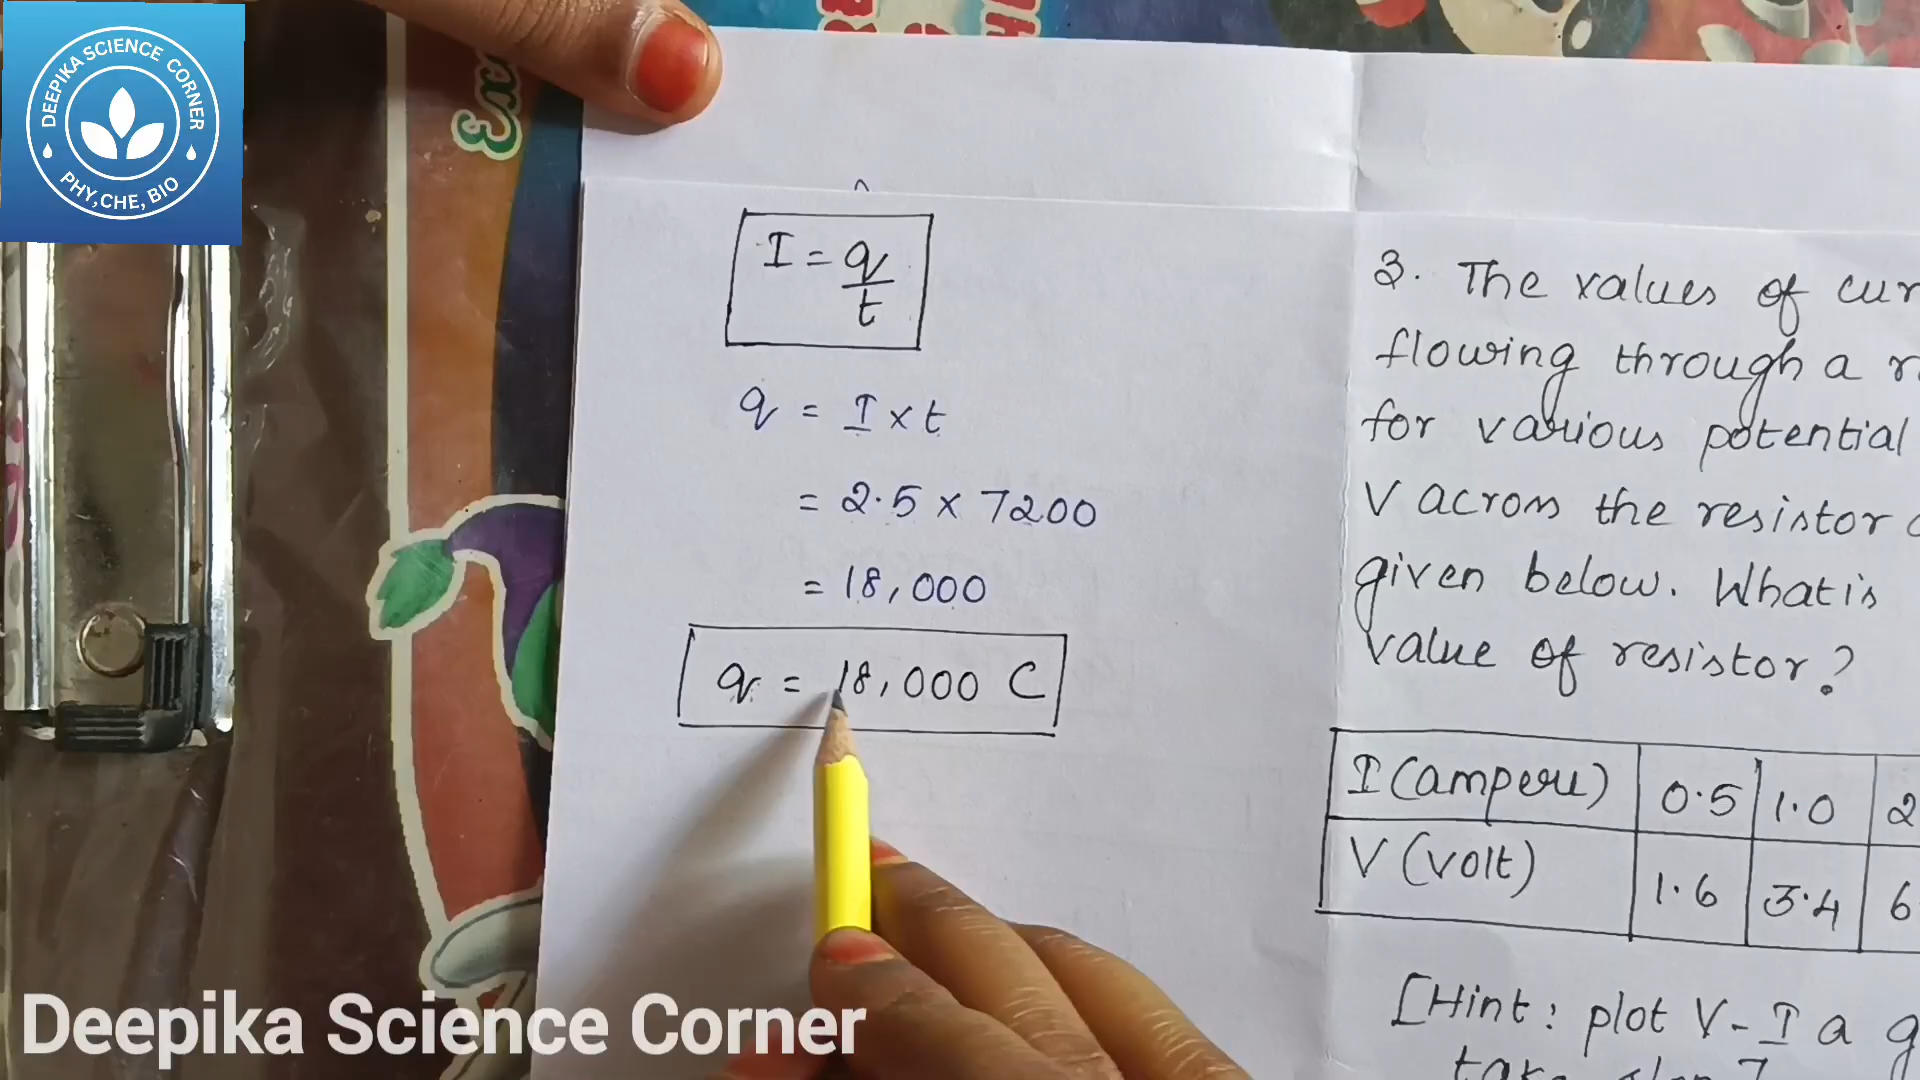 DEEPIKA SCIENCE CORNER
PHY,CHE, BIO
I = q/t
q = I × t
= 2.5 × 7200
= 18,000
q = 18,000 C
3. The values of
flowing through a
for various potential
V across the resistor
given below. What is
value of resistor?
I (ampere) 0.5 1.0 2
V (volt) 1.6 3.4 6
[Hint: plot V-I a
Deepika Science Corner